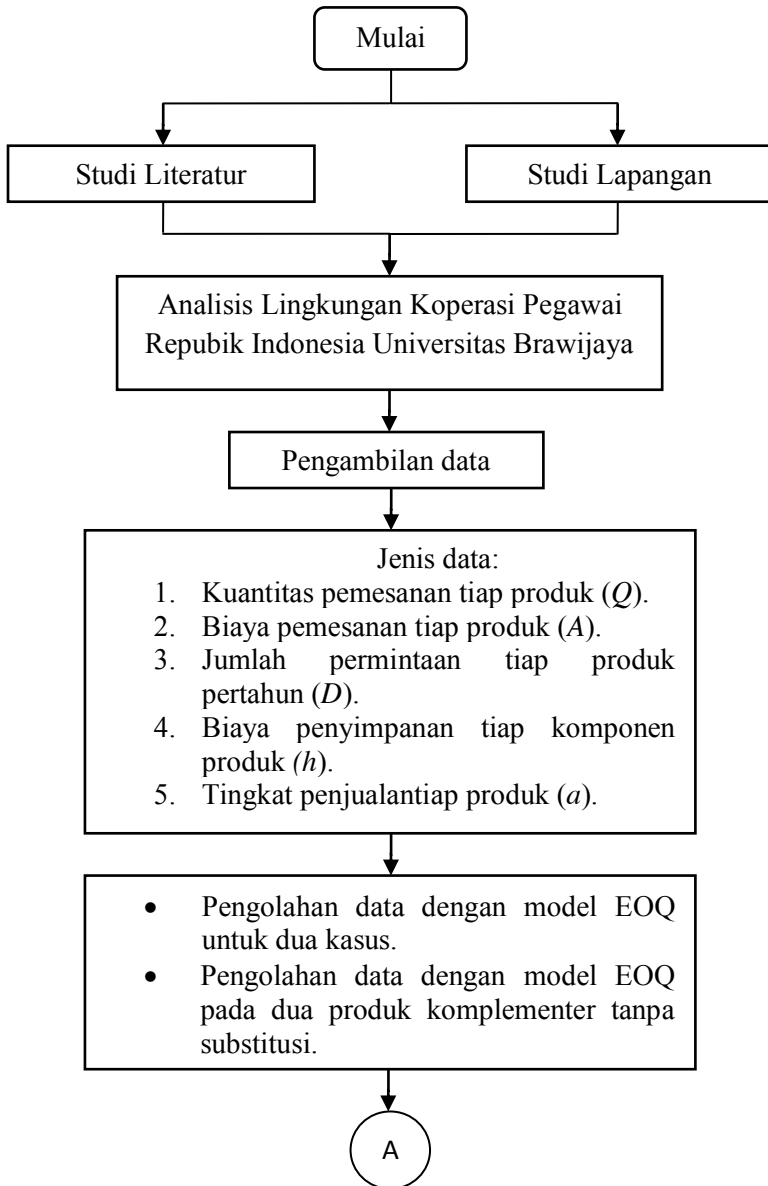 Mulai
Studi Literatur
Studi Lapangan
Analisis Lingkungan Koperasi Pegawai
Repubik Indonesia Universitas Brawijaya
Pengambilan data
Jenis data:
1. Kuantitas pemesanan tiap produk (Q).
2. Biaya pemesanan tiap produk (A).
3. Jumlah permintaan tiap produk
pertahun (D).
4. Biaya penyimpanan tiap komponen
produk (h).
5. Tingkat penjualantiap produk (a).
• Pengolahan data dengan model EOQ
untuk dua kasus.
• Pengolahan data dengan model EOQ
pada dua produk komplementer tanpa
substitusi.
A